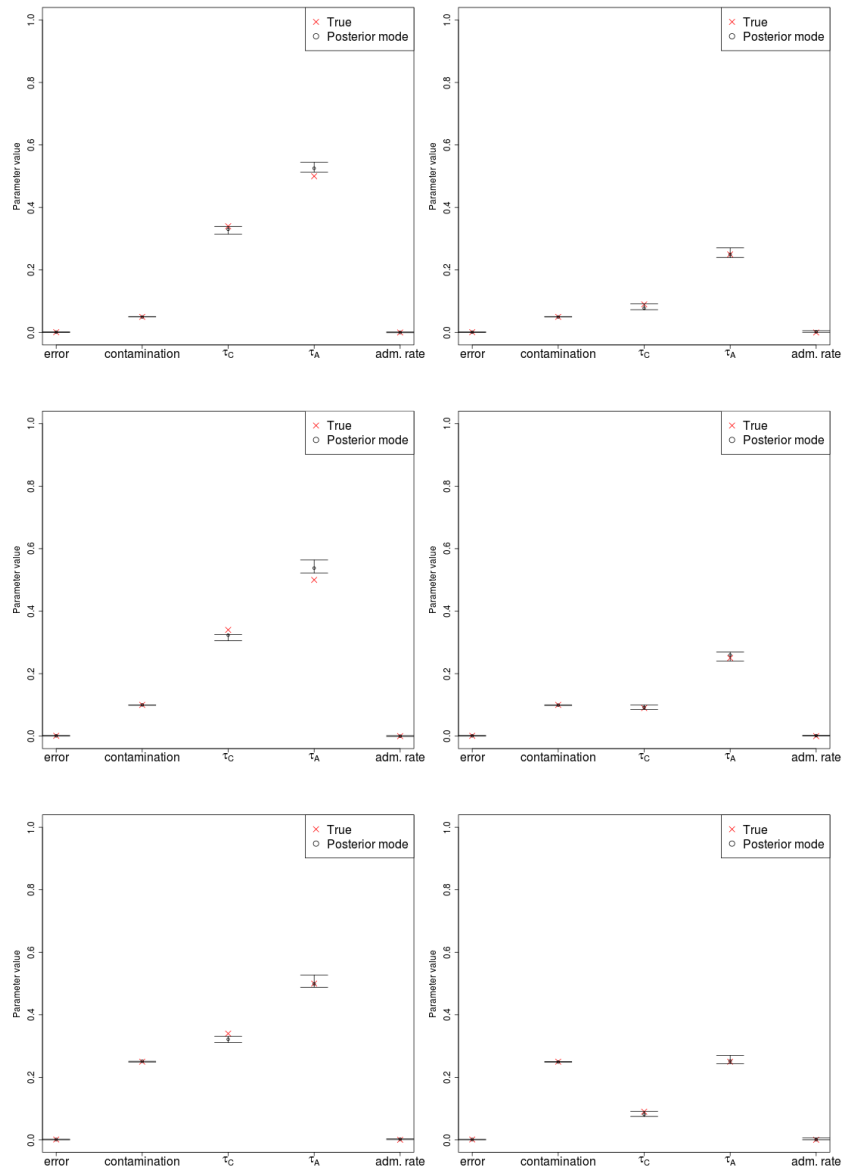 True
Posterior mode
Parameter value
0.0 0.2 0.4 0.6 0.8 1.0
error contamination τC τA adm. rate
True
Posterior mode
Parameter value
0.0 0.2 0.4 0.6 0.8 1.0
error contamination τC τA adm. rate
True
Posterior mode
Parameter value
0.0 0.2 0.4 0.6 0.8 1.0
error contamination τC τA adm. rate
True
Posterior mode
Parameter value
0.0 0.2 0.4 0.6 0.8 1.0
error contamination τC τA adm. rate
True
Posterior mode
Parameter value
0.0 0.2 0.4 0.6 0.8 1.0
error contamination τC τA adm. rate
True
Posterior mode
Parameter value
0.0 0.2 0.4 0.6 0.8 1.0
error contamination τC τA adm. rate